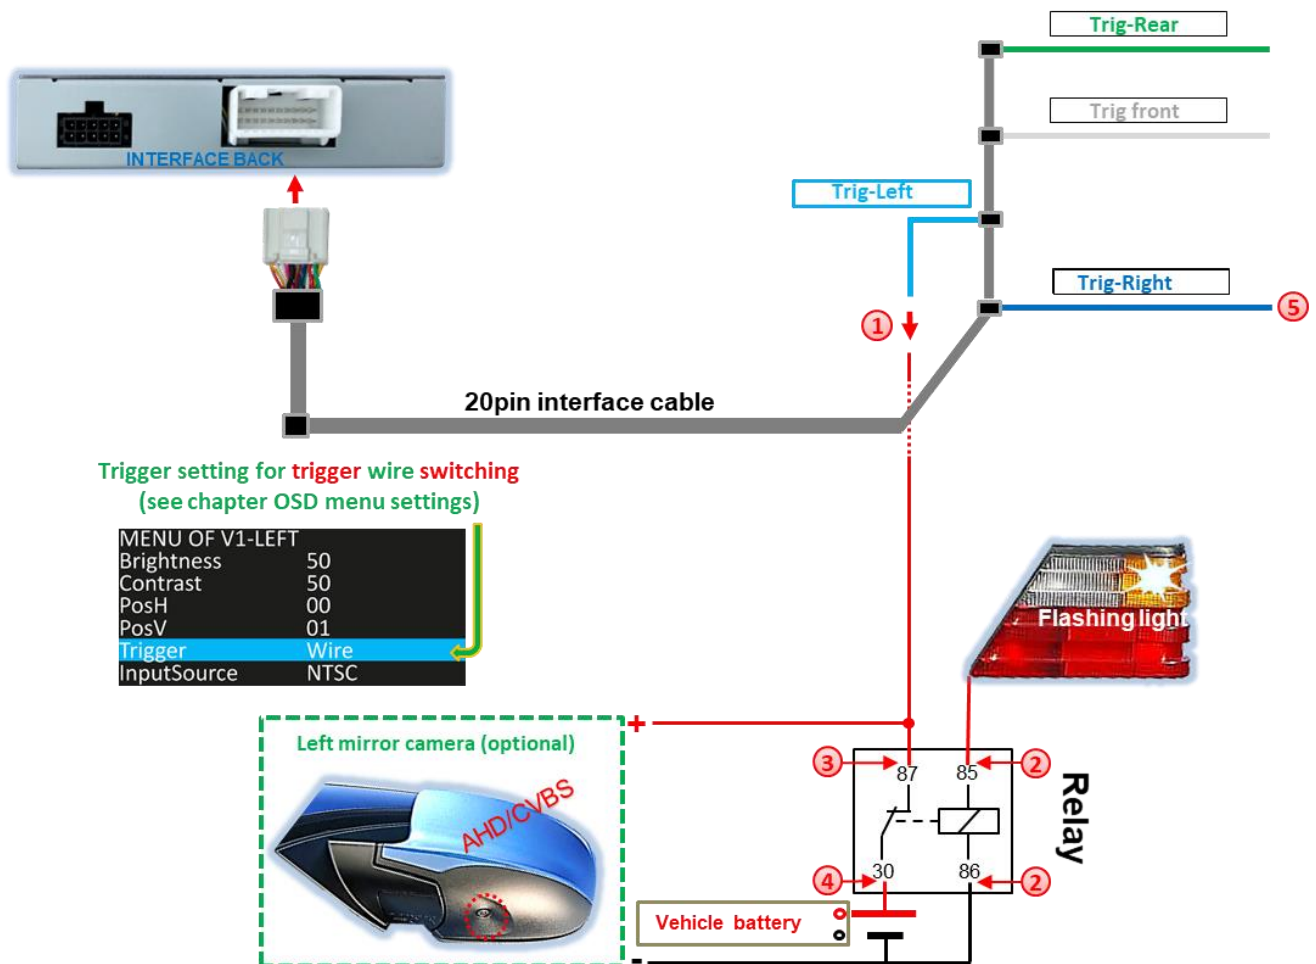 Trig-Rear
Trig front
Trig-Left
Trig-Right
5
1
INTERFACE BACK
20pin interface cable
Trigger setting for trigger wire switching
(see chapter OSD menu settings)
MENU OF V1-LEFT
Brightness 50
Contrast 50
PosH 00
PosV 01
Trigger Wire
InputSource NTSC
Flashing light
+
Left mirror camera (optional)
AHD/CVBS
3
87
85
2
Relay
4
30
86
2
Vehicle battery
-